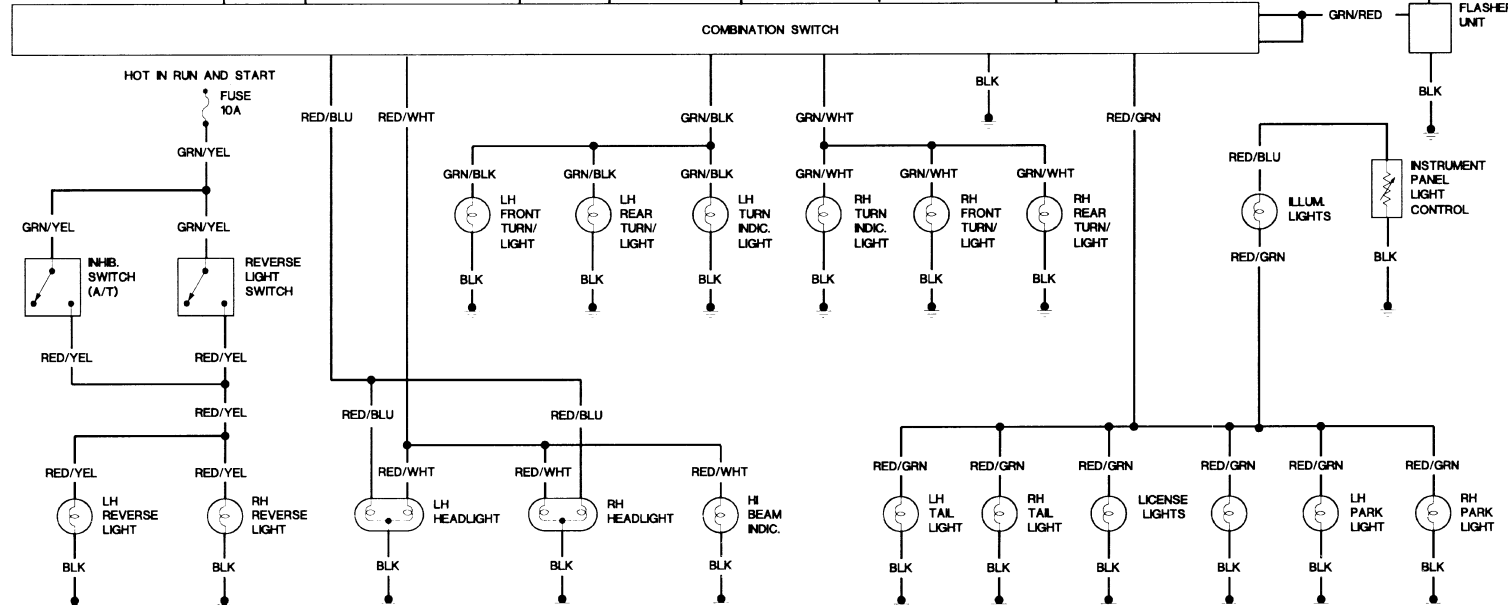 COMBINATION SWITCH
GRN/RED
FLASHER
UNIT
BLK
HOT IN RUN AND START
FUSE
10A
GRN/YEL
GRN/YEL
GRN/YEL
INHIB.
SWITCH
(A/T)
REVERSE
LIGHT
SWITCH
RED/YEL
RED/YEL
RED/YEL
RED/YEL
RED/YEL
LH
REVERSE
LIGHT
RH
REVERSE
LIGHT
BLK
BLK
RED/BLU
RED/WHT
RED/BLU
RED/BLU
RED/WHT
RED/WHT
RED/WHT
LH
HEADLIGHT
RH
HEADLIGHT
HI
BEAM
INDIC.
BLK
BLK
BLK
GRN/BLK
GRN/BLK
GRN/BLK
GRN/BLK
LH
FRONT
TURN/
LIGHT
LH
REAR
TURN/
LIGHT
LH
TURN
INDIC.
LIGHT
BLK
BLK
BLK
GRN/WHT
GRN/WHT
GRN/WHT
GRN/WHT
RH
TURN
INDIC.
LIGHT
RH
FRONT
TURN/
LIGHT
RH
REAR
TURN/
LIGHT
BLK
BLK
BLK
BLK
RED/GRN
RED/BLU
ILLUM.
LIGHTS
RED/GRN
INSTRUMENT
PANEL
LIGHT
CONTROL
BLK
RED/GRN
RED/GRN
RED/GRN
RED/GRN
RED/GRN
RED/GRN
LH
TAIL
LIGHT
RH
TAIL
LIGHT
LICENSE
LIGHTS
LH
PARK
LIGHT
RH
PARK
LIGHT
BLK
BLK
BLK
BLK
BLK
BLK